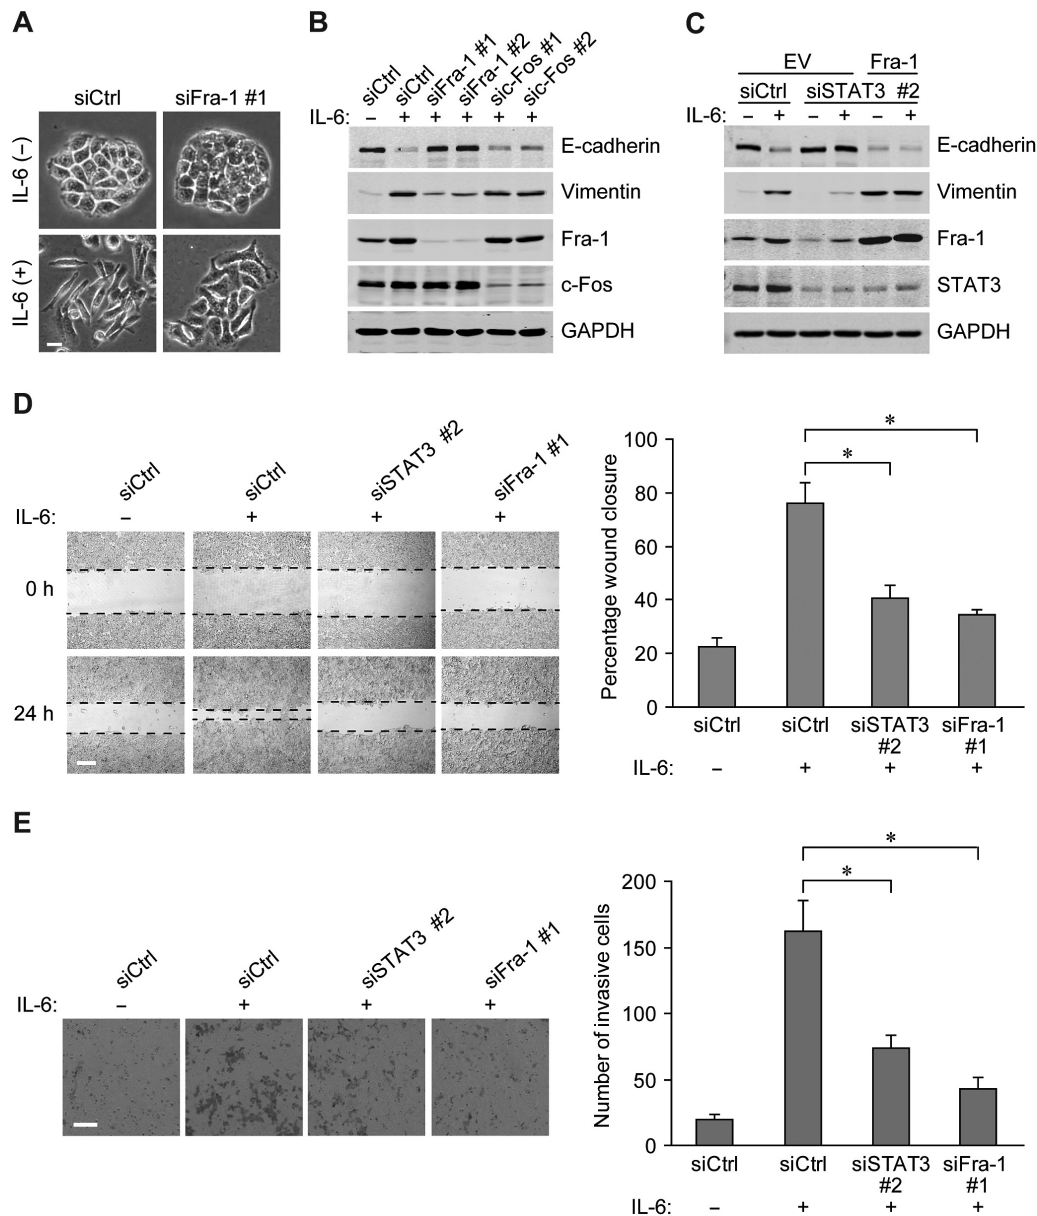 A
siCtrl siFra-1 #1
IL-6 (–)
IL-6 (+)
B
siCtrl siCtrl siFra-1 #1 siFra-1 #2 sic-Fos #1 sic-Fos #2
IL-6: – + + + + +
E-cadherin
Vimentin
Fra-1
c-Fos
GAPDH
C
EV Fra-1
siCtrl siSTAT3 #2
IL-6: – + – + – +
E-cadherin
Vimentin
Fra-1
STAT3
GAPDH
D
siCtrl siCtrl siSTAT3 #2 siFra-1 #1
IL-6: – + + +
0 h
24 h
Percentage wound closure
100
80
60
40
20
0
*
*
siCtrl siCtrl siSTAT3 siFra-1
#2 #1
IL-6: – + + +
E
siCtrl siCtrl siSTAT3 #2 siFra-1 #1
IL-6: – + + +
Number of invasive cells
200
150
100
50
0
*
*
siCtrl siCtrl siSTAT3 siFra-1
#2 #1
IL-6: – + + +